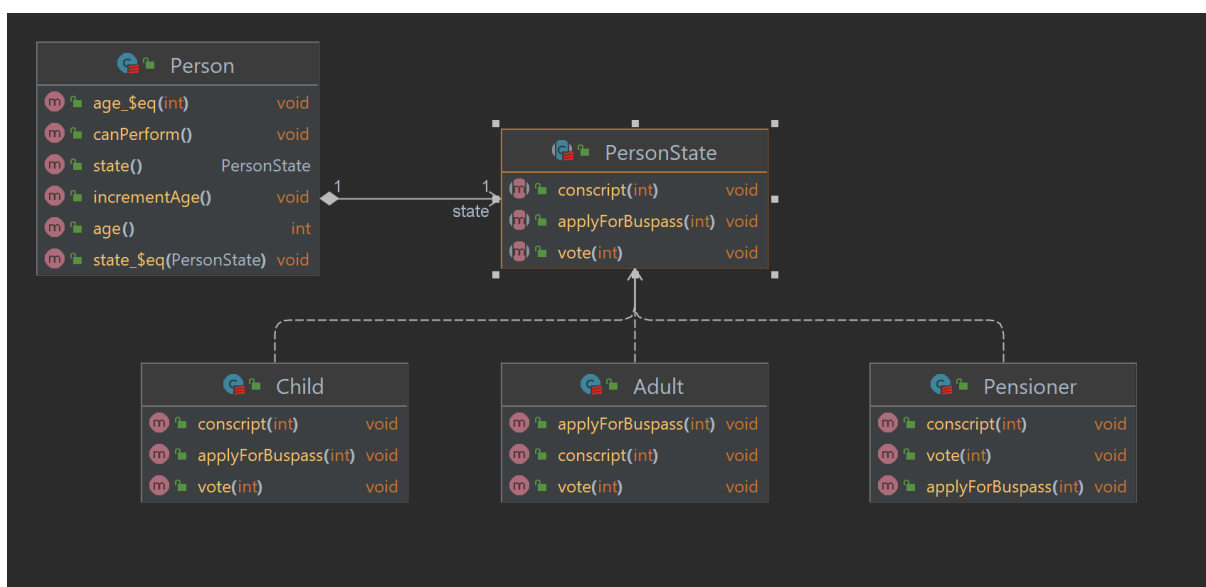 Person
age_$eq(int) void
canPerform() void
state() PersonState
incrementAge() void
age() int
state_$eq(PersonState) void
1
1
state
PersonState
conscript(int) void
applyForBuspass(int) void
vote(int) void
Child
conscript(int) void
applyForBuspass(int) void
vote(int) void
Adult
applyForBuspass(int) void
conscript(int) void
vote(int) void
Pensioner
conscript(int) void
vote(int) void
applyForBuspass(int) void